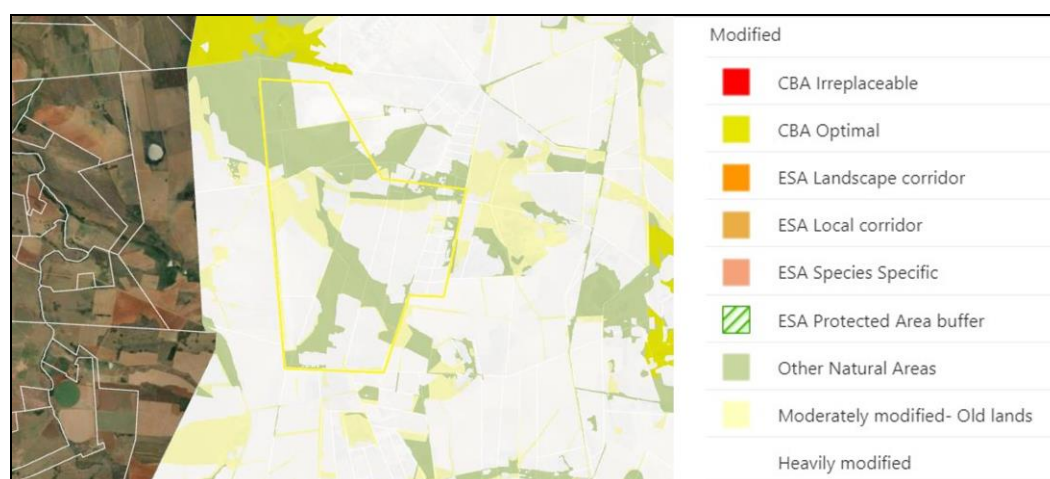 Modified
CBA Irreplaceable
CBA Optimal
ESA Landscape corridor
ESA Local corridor
ESA Species Specific
ESA Protected Area buffer
Other Natural Areas
Moderately modified- Old lands
Heavily modified